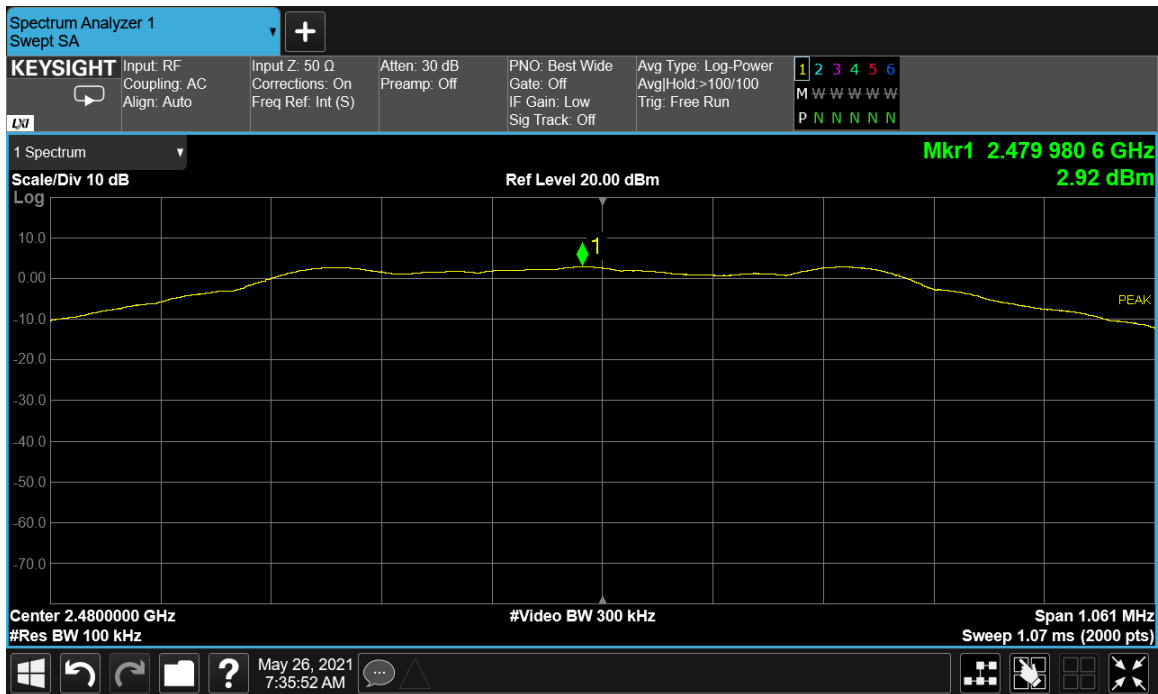 Spectrum Analyzer 1
Swept SA
KEYSIGHT
LXI
Input: RF
Coupling: AC
Align: Auto
Input Z: 50 Ω
Corrections: On
Freq Ref: Int (S)
Atten: 30 dB
Preamp: Off
PNO: Best Wide
Gate: Off
IF Gain: Low
Sig Track: Off
Avg Type: Log-Power
Avg|Hold:>100/100
Trig: Free Run
1 2 3 4 5 6
M W W W W W
P N N N N N
1 Spectrum
Mkr1 2.479 980 6 GHz
2.92 dBm
Scale/Div 10 dB
Ref Level 20.00 dBm
Log
10.0
0.00
-10.0
-20.0
-30.0
-40.0
-50.0
-60.0
-70.0
1
PEAK
Center 2.4800000 GHz
#Video BW 300 kHz
Span 1.061 MHz
#Res BW 100 kHz
Sweep 1.07 ms (2000 pts)
?
May 26, 2021
7:35:52 AM